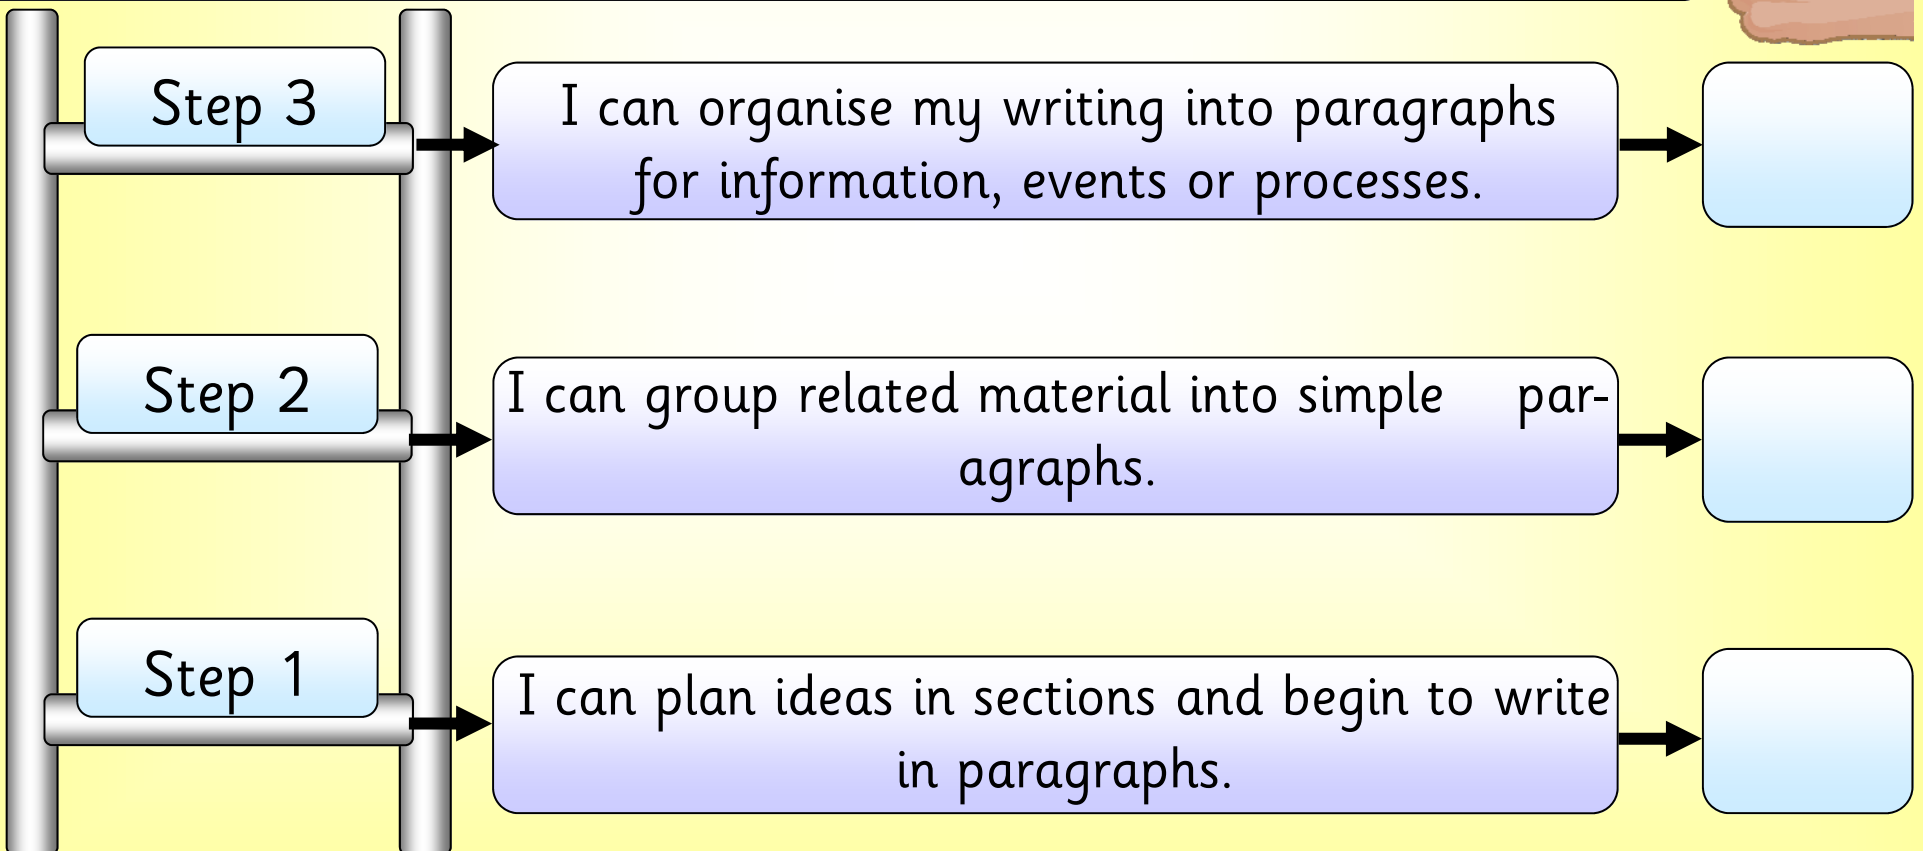 Step 3
I can organise my writing into paragraphs
for information, events or processes.
Step 2
I can group related material into simple par-
agraphs.
Step 1
I can plan ideas in sections and begin to write
in paragraphs.